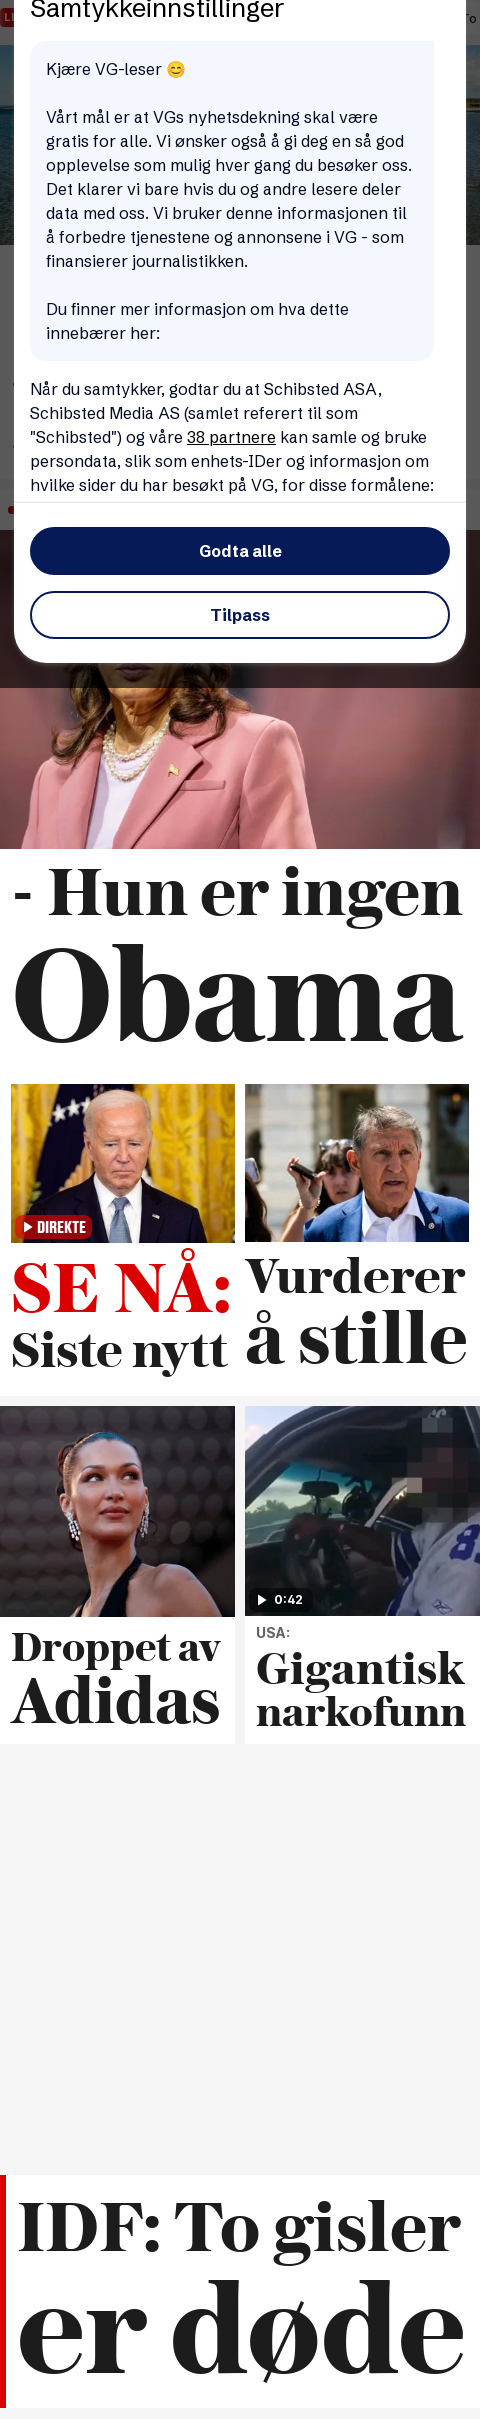 Samtykkeinnstillinger
To
Kjære VG-leser 😊
Vårt mål er at VGs nyhetsdekning skal være
gratis for alle. Vi ønsker også å gi deg en så god
opplevelse som mulig hver gang du besøker oss.
Det klarer vi bare hvis du og andre lesere deler
data med oss. Vi bruker denne informasjonen til
å forbedre tjenestene og annonsene i VG - som
finansierer journalistikken.
Du finner mer informasjon om hva dette
innebærer her:
Når du samtykker, godtar du at Schibsted ASA,
Schibsted Media AS (samlet referert til som
"Schibsted") og våre 38 partnere kan samle og bruke
persondata, slik som enhets-IDer og informasjon om
hvilke sider du har besøkt på VG, for disse formålene:
Godta alle
Tilpass
- Hun er ingen
Obama
DIREKTE
SE NÅ:
Siste nytt
Vurderer
å stille
Droppet av
Adidas
0:42
USA:
Gigantisk
narkofunn
IDF: To gisler
er døde